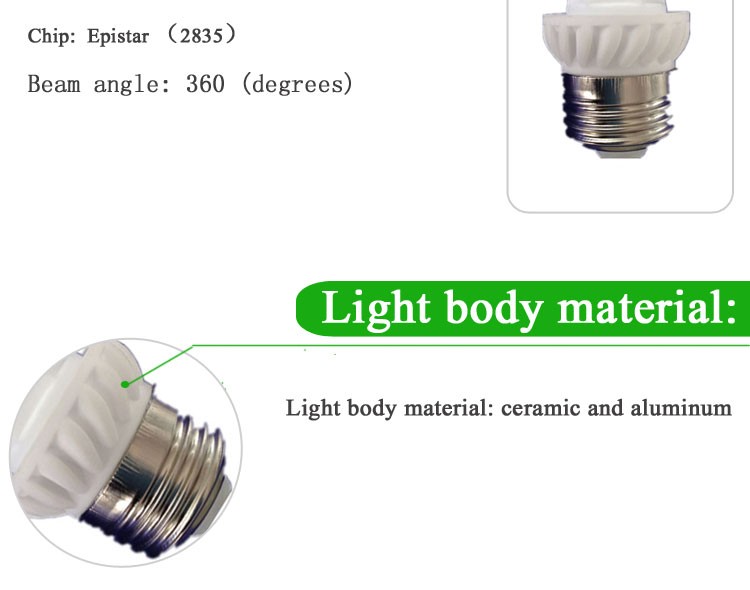 Chip: Epistar （2835）
Beam angle: 360 (degrees)
Light body material:
Light body material: ceramic and aluminum